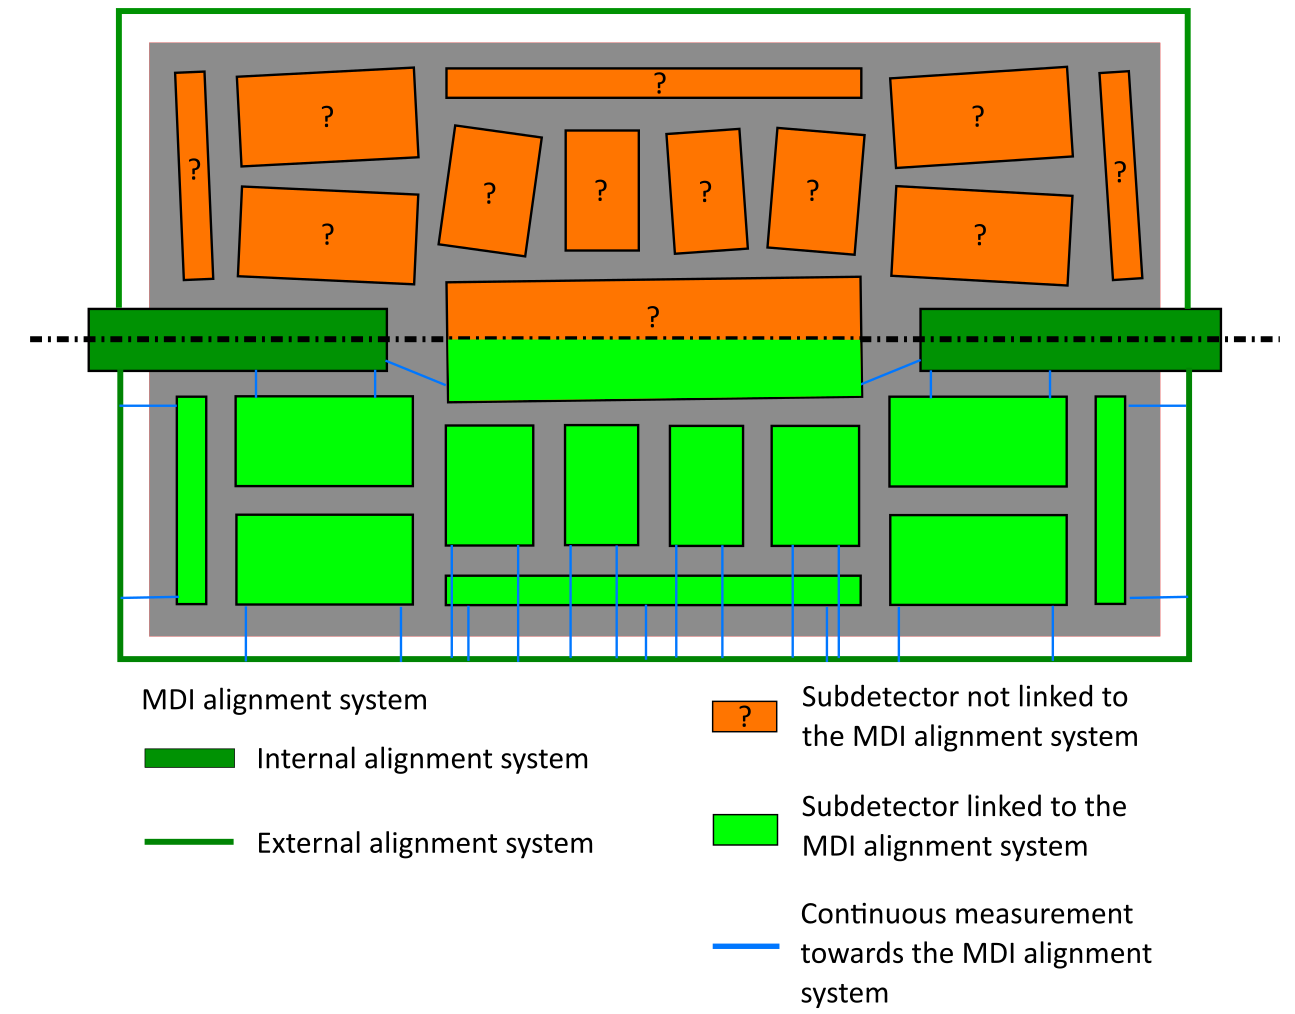 ?
?
?
?
?
?
?
?
?
?
?
?
?
?
MDI alignment system
Internal alignment system
External alignment system
?
Subdetector not linked to
the MDI alignment system
Subdetector linked to the
MDI alignment system
Continuous measurement
towards the MDI alignment
system